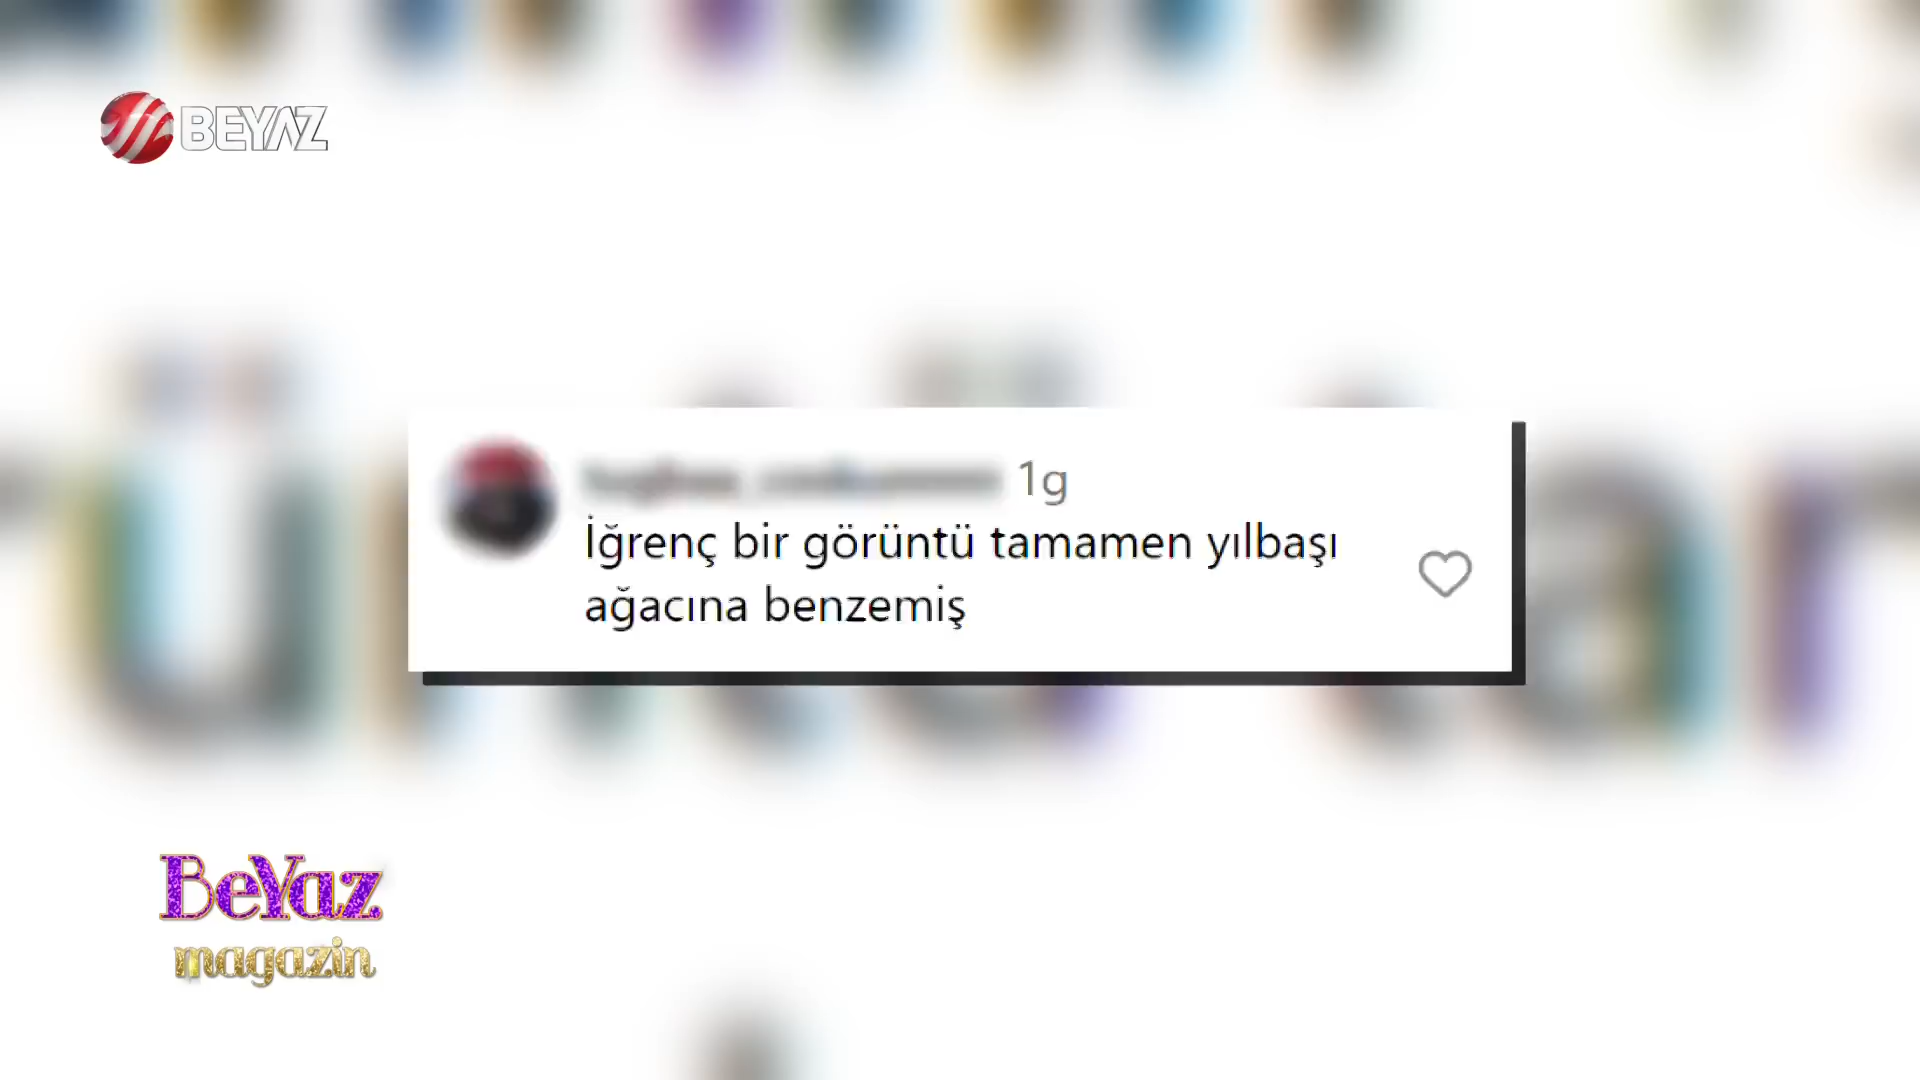 BEYAZ
1g
İğrenç bir görüntü tamamen yılbaşı
ağacına benzemiş
BeYaz
magazin